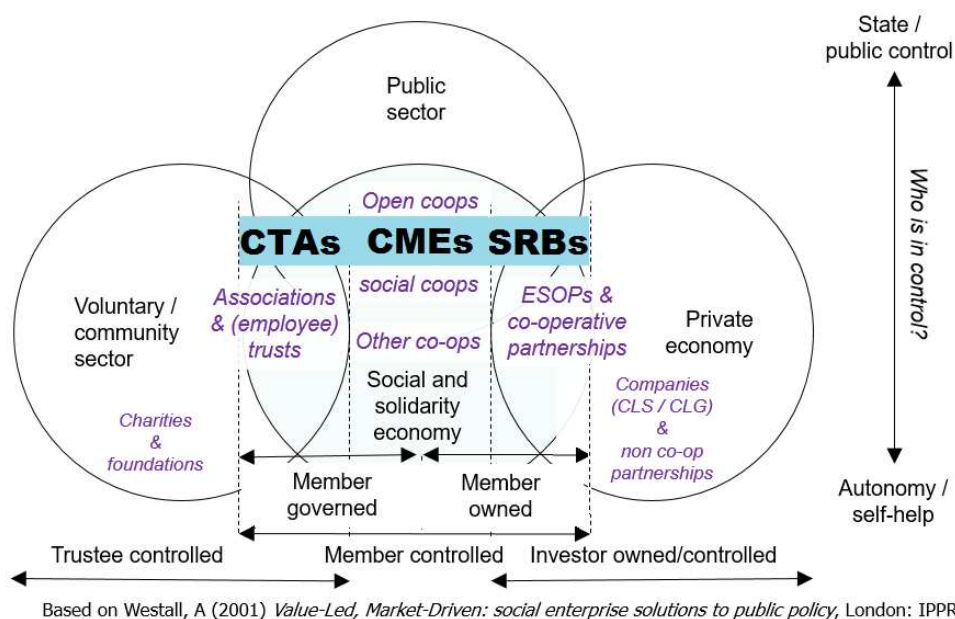 State /
public control
Public
sector
Open coops
CTAs CMEs SRBs
social coops
Associations
& (employee)
trusts
ESOPs &
co-operative
partnerships
Voluntary /
community
sector
Other co-ops
Private
economy
Who is in control?
Social and
solidarity
economy
Charities
&
foundations
Companies
(CLS / CLG)
&
non co-op
partnerships
Member
governed
Member
owned
Autonomy /
self-help
Trustee controlled
Member controlled
Investor owned/controlled
Based on Westall, A (2001) Value-Led, Market-Driven: social enterprise solutions to public policy, London: IPPR